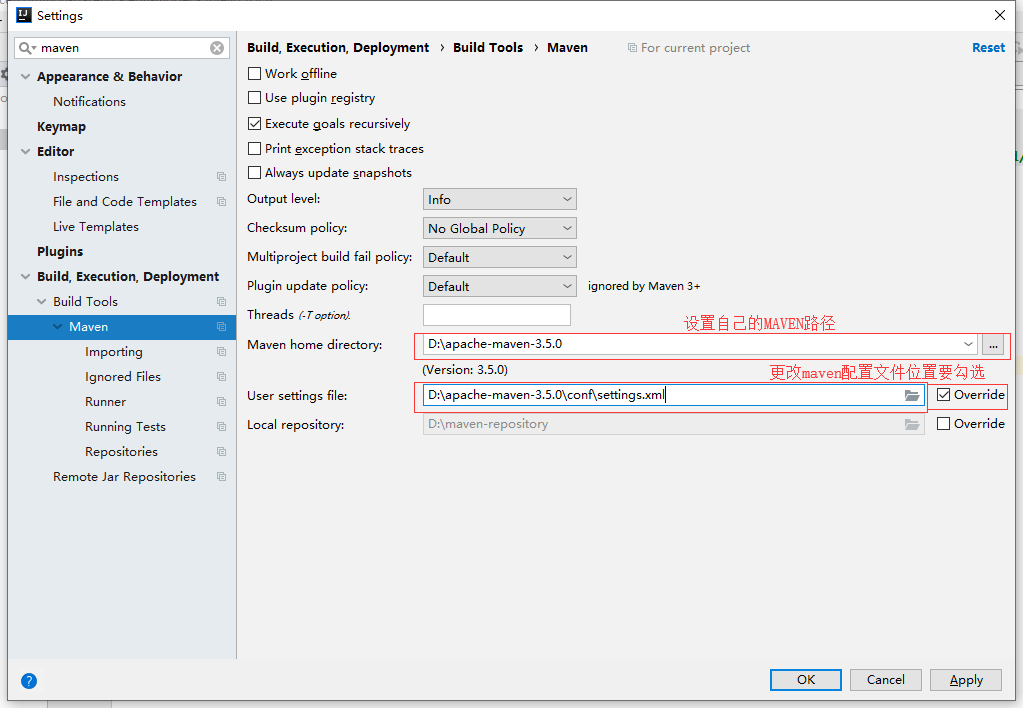 Settings
maven
Appearance & Behavior
Notifications
Keymap
Editor
Inspections
File and Code Templates
Live Templates
Plugins
Build, Execution, Deployment
Build Tools
Maven
Importing
Ignored Files
Runner
Running Tests
Repositories
Remote Jar Repositories
Build, Execution, Deployment › Build Tools › Maven For current project Reset
Work offline
Use plugin registry
Execute goals recursively
Print exception stack traces
Always update snapshots
Output level: Info
Checksum policy: No Global Policy
Multiproject build fail policy: Default
Plugin update policy: Default ignored by Maven 3+
Threads (-T option).
设置自己的MAVEN路径
Maven home directory: D:\apache-maven-3.5.0 ...
(Version: 3.5.0)
更改maven配置文件位置要勾选
User settings file: D:\apache-maven-3.5.0\conf\settings.xml Override
Local repository: D:\maven-repository Override
? OK Cancel Apply